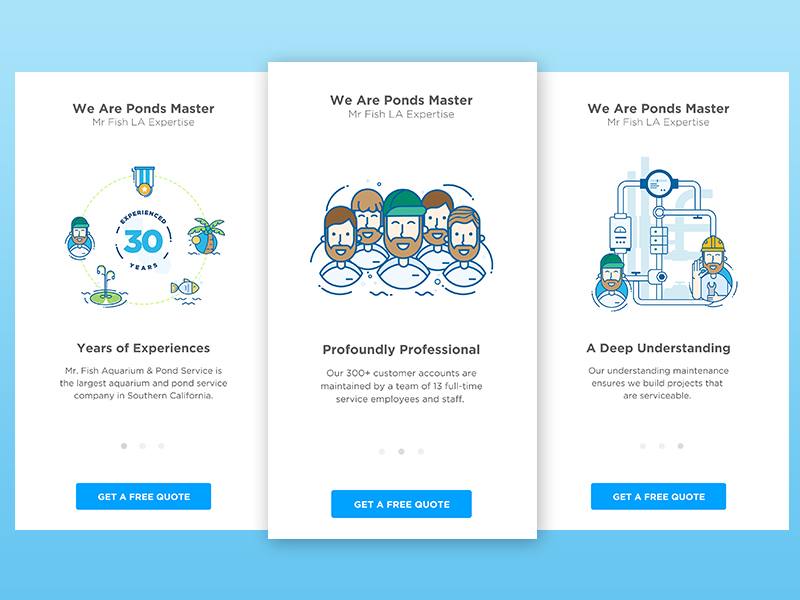 We Are Ponds Master
Mr Fish LA Expertise
EXPERIENCED
30
YEARS
Years of Experiences
Mr. Fish Aquarium & Pond Service is
the largest aquarium and pond service
company in Southern California.
GET A FREE QUOTE
We Are Ponds Master
Mr Fish LA Expertise
Profoundly Professional
Our 300+ customer accounts are
maintained by a team of 13 full-time
service employees and staff.
GET A FREE QUOTE
We Are Ponds Master
Mr Fish LA Expertise
A Deep Understanding
Our understanding maintenance
ensures we build projects that
are serviceable.
GET A FREE QUOTE